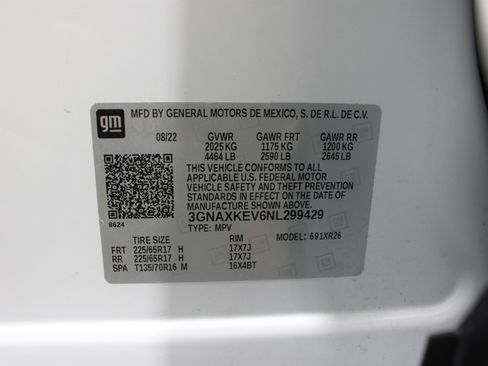 gm
MFD BY GENERAL MOTORS DE MEXICO, S. DE R.L. DE C.V.
08/22 GVWR GAWR FRT GAWR RR
2025 KG 1175 KG 1200 KG
4464 LB 2590 LB 2645 LB
THIS VEHICLE CONFORMS TO ALL
APPLICABLE U.S. FEDERAL MOTOR
VEHICLE SAFETY AND THEFT PREVENTION
STANDARDS IN EFFECT ON THE DATE
OF MANUFACTURE SHOWN ABOVE.
3GNAXKEV6NL299429
8624 TYPE: MPV
TIRE SIZE RIM MODEL: 691XR26
FRT 225/65R17 H 17X7J
RR 225/65R17 H 17X7J
SPA T135/70R16 M 16X4BT